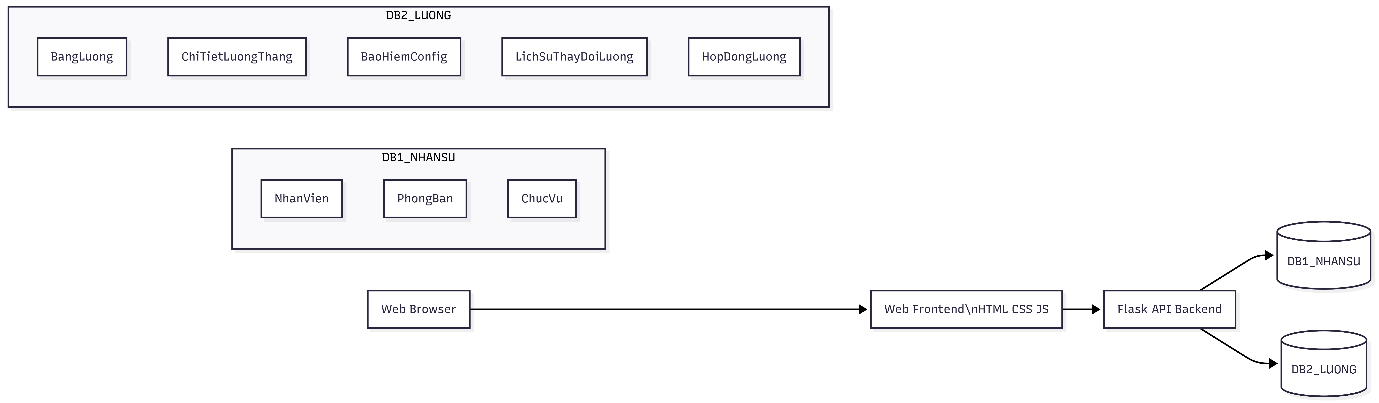 DB2_LUONG
BangLuong
ChiTietLuongThang
BaoHiemConfig
LichSuThayDoiLuong
HopDongLuong
DB1_NHANSU
NhanVien
PhongBan
ChucVu
Web Browser
Web Frontend\nHTML CSS JS
Flask API Backend
DB1_NHANSU
DB2_LUONG